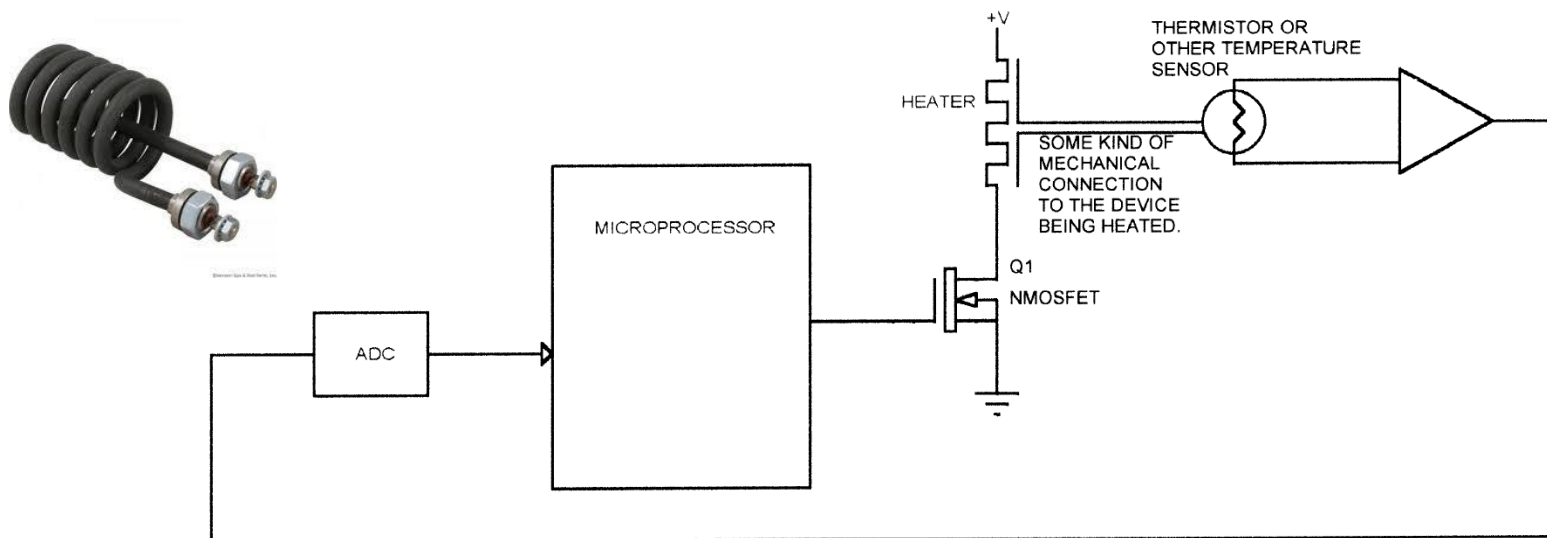 +V
THERMISTOR OR
OTHER TEMPERATURE
SENSOR
HEATER
SOME KIND OF
MECHANICAL
CONNECTION
TO THE DEVICE
BEING HEATED.
MICROPROCESSOR
Q1
NMOSFET
ADC